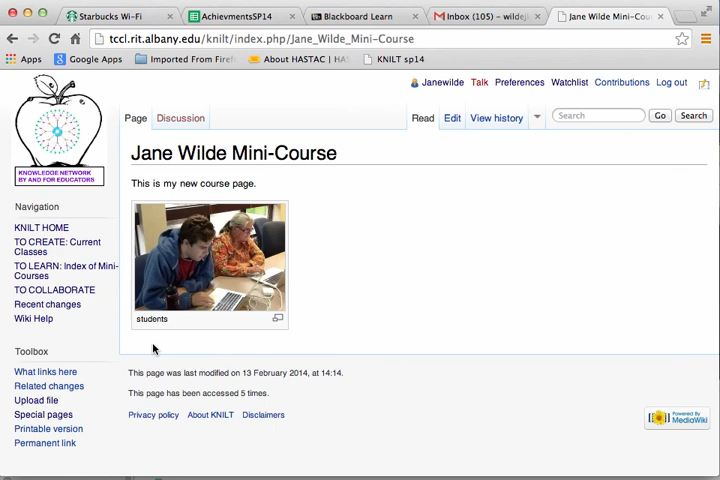 Starbucks Wi-Fi
AchievmentsSP14
Blackboard Learn
Inbox (105) – wildej
Jane Wilde Mini-Cours
tccl.rit.albany.edu/knilt/index.php/Jane_Wilde_Mini-Course
Apps
Google Apps
Imported From Firef
About HASTAC | HAS
KNILT sp14
Janewilde Talk Preferences Watchlist Contributions Log out
Page Discussion
Read Edit View history
Search
Go
Search
KNOWLEDGE NETWORK
BY AND FOR EDUCATORS
Jane Wilde Mini-Course
This is my new course page.
students
Navigation
KNILT HOME
TO CREATE: Current
Classes
TO LEARN: Index of Mini-
Courses
TO COLLABORATE
Recent changes
Wiki Help
Toolbox
What links here
Related changes
Upload file
Special pages
Printable version
Permanent link
This page was last modified on 13 February 2014, at 14:14.
This page has been accessed 5 times.
Privacy policy About KNILT Disclaimers
Powered By
MediaWiki